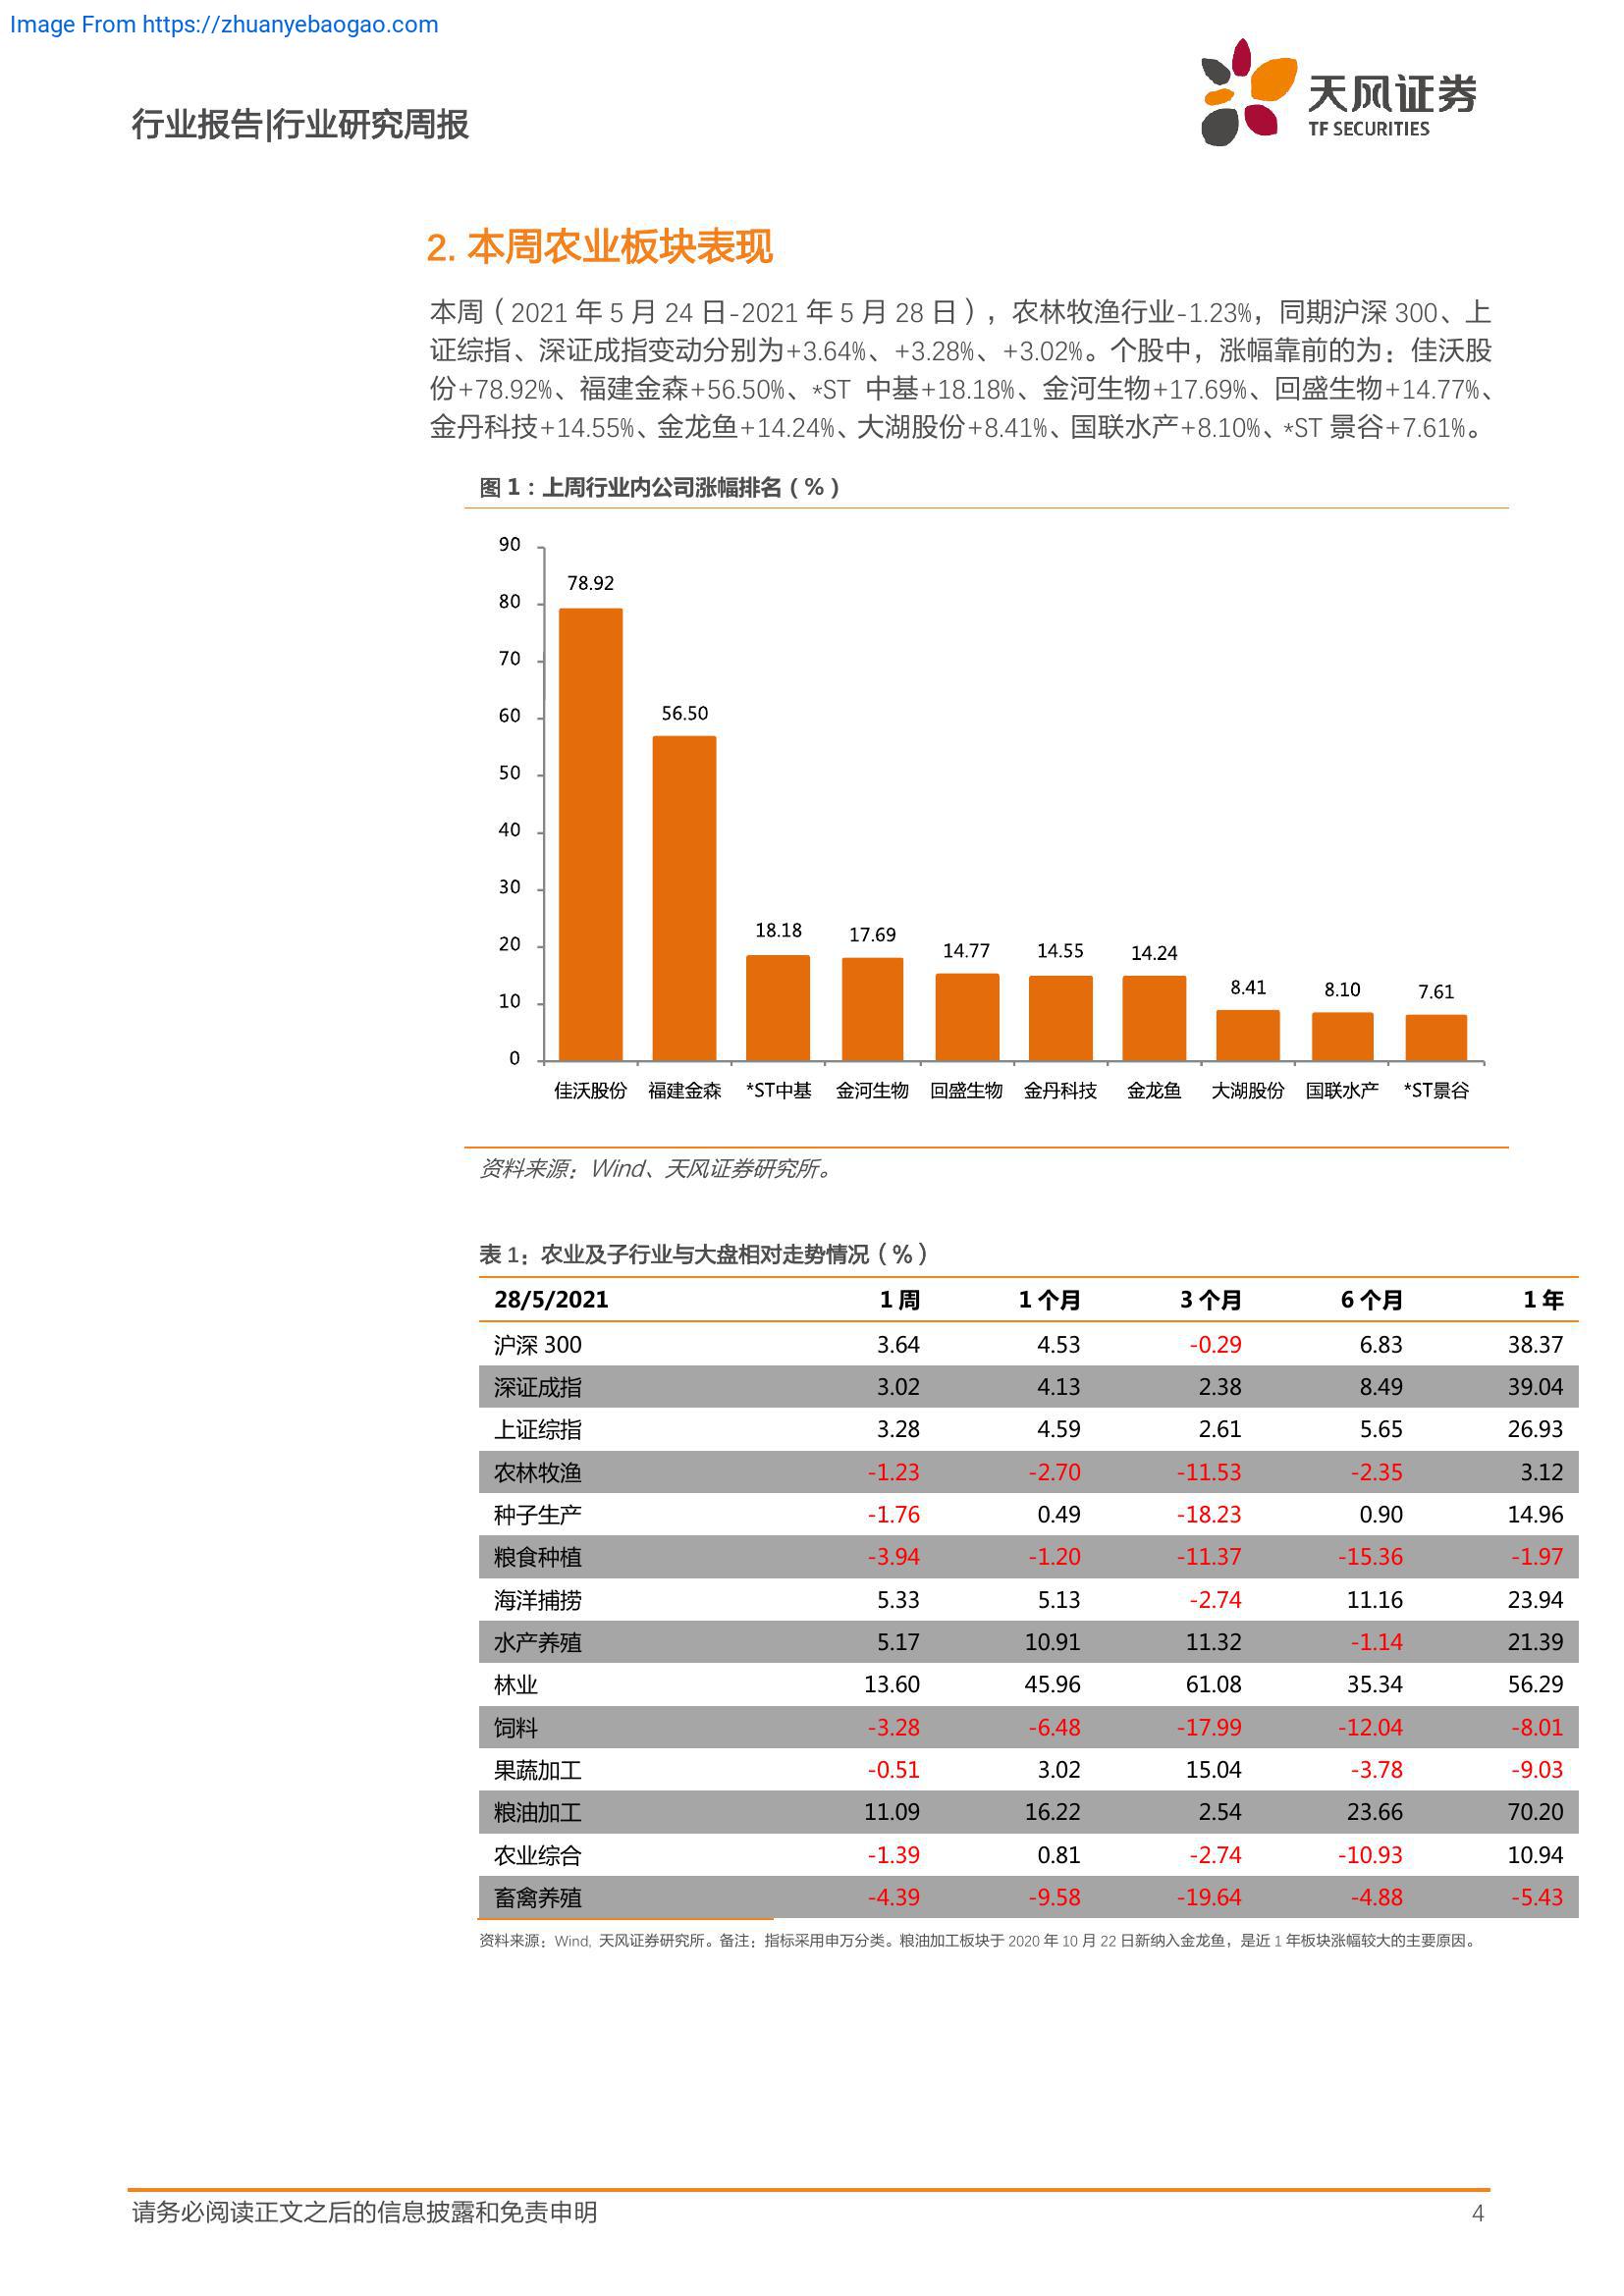 Image From https://zhuanyebaogao.com
行业报告|行业研究周报
天风证券
TF SECURITIES
2. 本周农业板块表现
本周（2021 年 5 月 24 日-2021 年 5 月 28 日），农林牧渔行业-1.23%，同期沪深 300、上
证综指、深证成指变动分别为+3.64%、+3.28%、+3.02%。个股中，涨幅靠前的为：佳沃股
份+78.92%、福建金森+56.50%、*ST 中基+18.18%、金河生物+17.69%、回盛生物+14.77%、
金丹科技+14.55%、金龙鱼+14.24%、大湖股份+8.41%、国联水产+8.10%、*ST 景谷+7.61%。
图 1：上周行业内公司涨幅排名（%）
90
80
70
60
50
40
30
20
10
0
78.92
56.50
18.18
17.69
14.77
14.55
14.24
8.41
8.10
7.61
佳沃股份 福建金森 *ST中基 金河生物 回盛生物 金丹科技 金龙鱼 大湖股份 国联水产 *ST景谷
资料来源：Wind、天风证券研究所。
表 1：农业及子行业与大盘相对走势情况（%）
28/5/2021 1 周 1 个月 3 个月 6 个月 1 年
沪深 300 3.64 4.53 -0.29 6.83 38.37
深证成指 3.02 4.13 2.38 8.49 39.04
上证综指 3.28 4.59 2.61 5.65 26.93
农林牧渔 -1.23 -2.70 -11.53 -2.35 3.12
种子生产 -1.76 0.49 -18.23 0.90 14.96
粮食种植 -3.94 -1.20 -11.37 -15.36 -1.97
海洋捕捞 5.33 5.13 -2.74 11.16 23.94
水产养殖 5.17 10.91 11.32 -1.14 21.39
林业 13.60 45.96 61.08 35.34 56.29
饲料 -3.28 -6.48 -17.99 -12.04 -8.01
果蔬加工 -0.51 3.02 15.04 -3.78 -9.03
粮油加工 11.09 16.22 2.54 23.66 70.20
农业综合 -1.39 0.81 -2.74 -10.93 10.94
畜禽养殖 -4.39 -9.58 -19.64 -4.88 -5.43
资料来源：Wind, 天风证券研究所。备注：指标采用申万分类。粮油加工板块于 2020 年 10 月 22 日新纳入金龙鱼，是近 1 年板块涨幅较大的主要原因。
请务必阅读正文之后的信息披露和免责申明
4